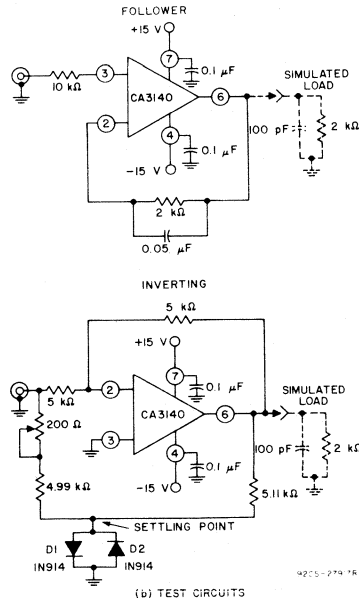 FOLLOWER
+15 V
7
0.1 μF
3
10 kΩ
CA3140
6
SIMULATED
LOAD
2
4
100 pF
2 kΩ
0.1 μF
-15 V
2 kΩ
0.05 μF
INVERTING
5 kΩ
+15 V
7
0.1 μF
5 kΩ
2
SIMULATED
LOAD
200 Ω
CA3140
6
3
4
100 pF
2 kΩ
0.1 μF
4.99 kΩ
-15 V
5.11 kΩ
SETTLING POINT
D1
D2
1N914
1N914
(b) TEST CIRCUITS